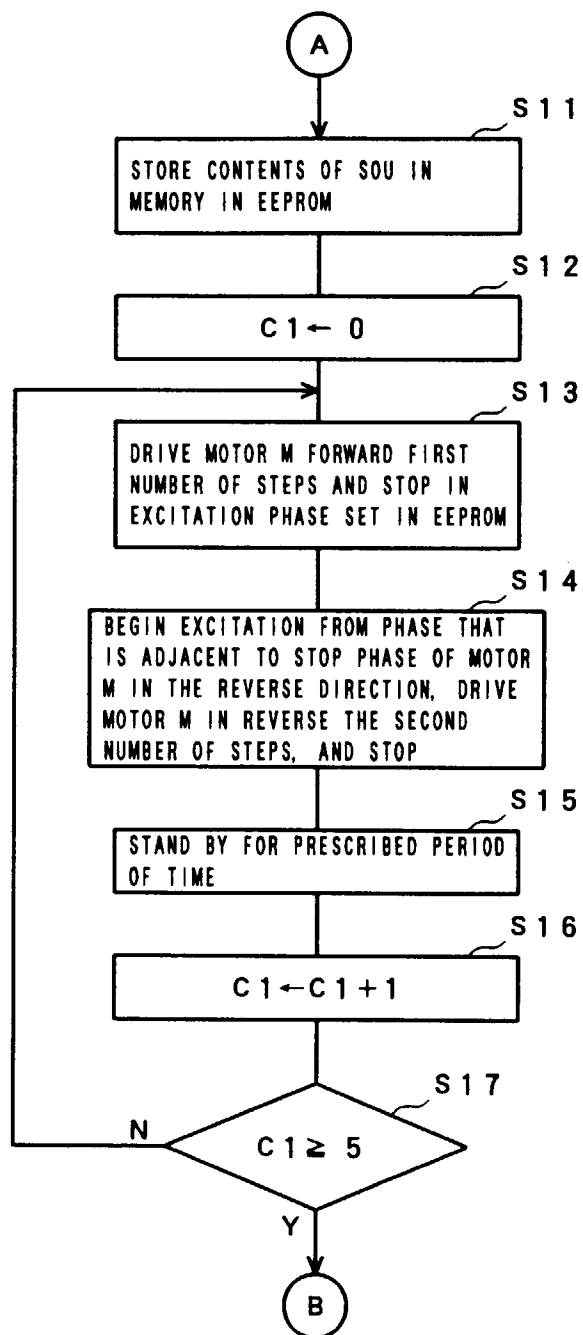 A
S11
STORE CONTENTS OF SOU IN
MEMORY IN EEPROM
S12
C1← 0
S13
DRIVE MOTOR M FORWARD FIRST
NUMBER OF STEPS AND STOP IN
EXCITATION PHASE SET IN EEPROM
S14
BEGIN EXCITATION FROM PHASE THAT
IS ADJACENT TO STOP PHASE OF MOTOR
M IN THE REVERSE DIRECTION, DRIVE
MOTOR M IN REVERSE THE SECOND
NUMBER OF STEPS, AND STOP
S15
STAND BY FOR PRESCRIBED PERIOD
OF TIME
S16
C1←C1+1
S17
N
C1≥ 5
Y
B